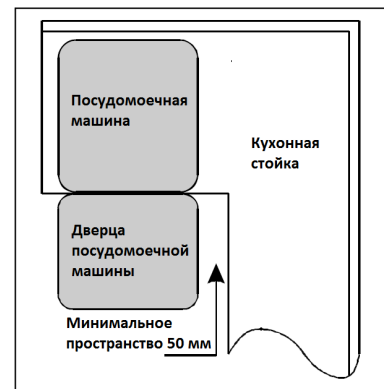 Посудомоечная
машина
Кухонная
стойка
Дверца
посудомоечной
машины
Минимальное
пространство 50 мм